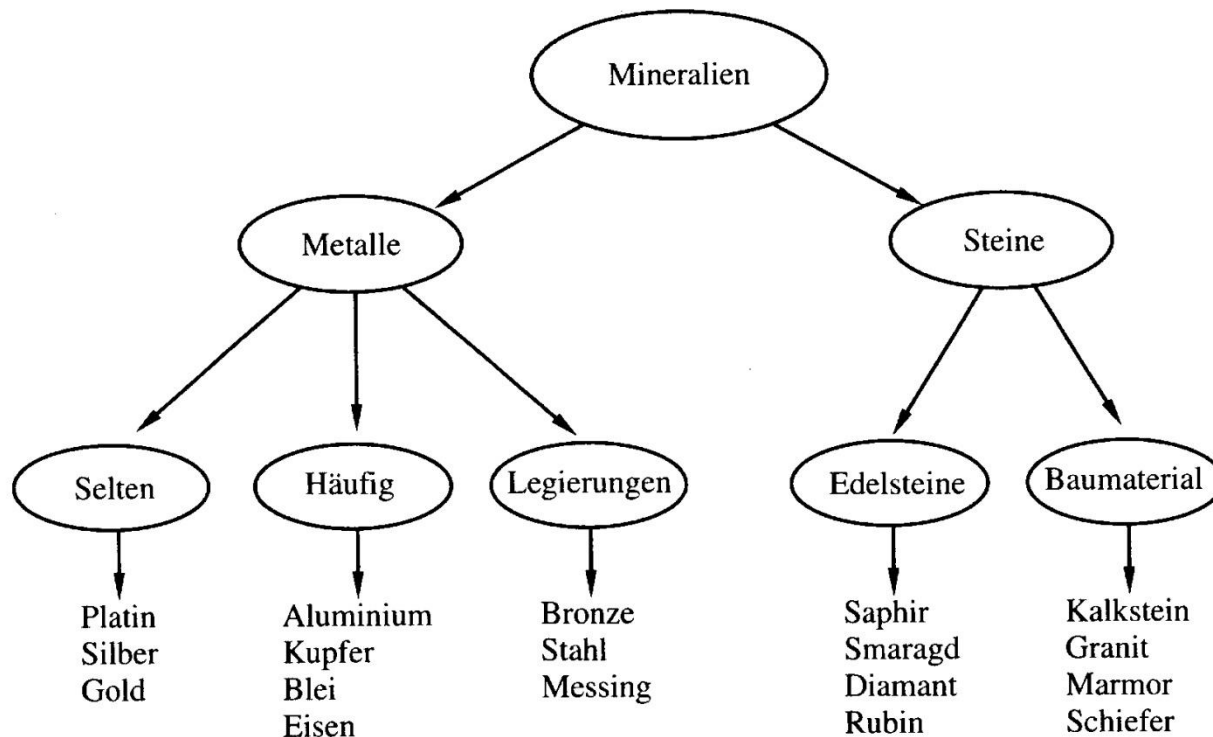 Mineralien
Metalle
Steine
Selten
Häufig
Legierungen
Edelsteine
Baumaterial
Platin
Silber
Gold
Aluminium
Kupfer
Blei
Eisen
Bronze
Stahl
Messing
Saphir
Smaragd
Diamant
Rubin
Kalkstein
Granit
Marmor
Schiefer